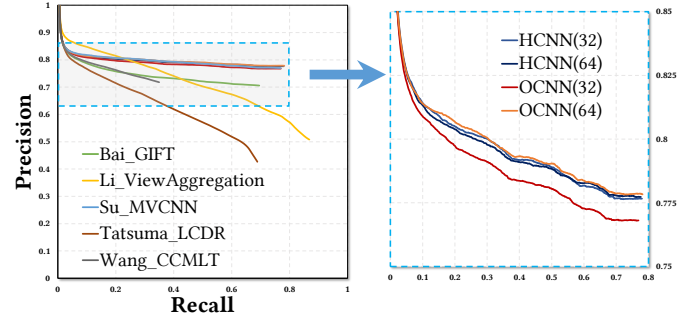 Precision
1
0.9
0.8
0.7
0.6
0.5
0.4
0.3
0.2
0.1
0
Bai_GIFT
Li_ViewAggregation
Su_MVCNN
Tatsuma_LCDR
Wang_CCMLT
0
0.2
0.4
0.6
0.8
1
Recall
HCNN(32)
HCNN(64)
OCNN(32)
OCNN(64)
0.85
0.825
0.8
0.775
0.75
0
0.1
0.2
0.3
0.4
0.5
0.6
0.7
0.8